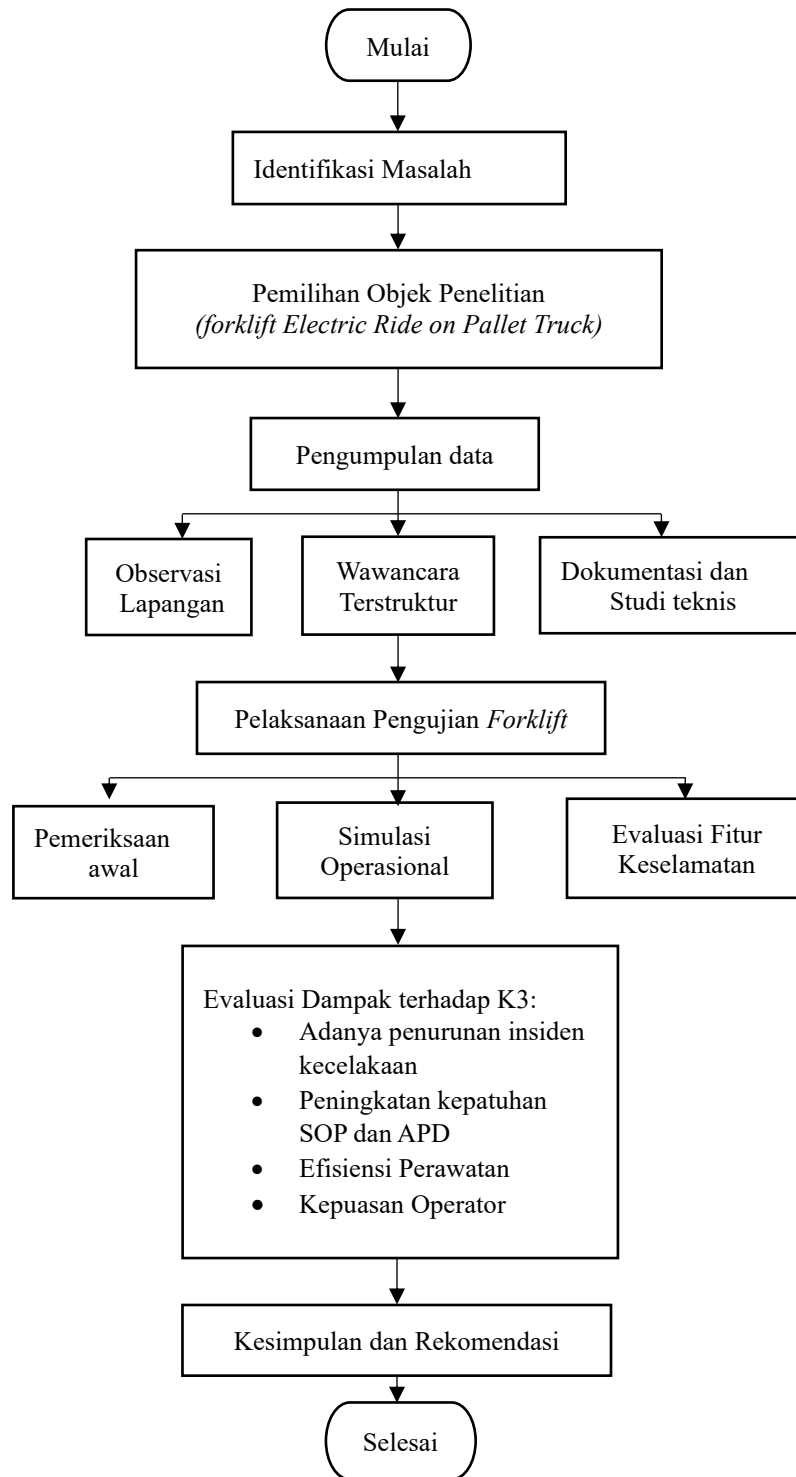 Mulai
Identifikasi Masalah
Pemilihan Objek Penelitian
(forklift Electric Ride on Pallet Truck)
Pengumpulan data
Observasi
Lapangan
Wawancara
Terstruktur
Dokumentasi dan
Studi teknis
Pelaksanaan Pengujian Forklift
Pemeriksaan
awal
Simulasi
Operasional
Evaluasi Fitur
Keselamatan
Evaluasi Dampak terhadap K3:
• Adanya penurunan insiden
kecelakaan
• Peningkatan kepatuhan
SOP dan APD
• Efisiensi Perawatan
• Kepuasan Operator
Kesimpulan dan Rekomendasi
Selesai